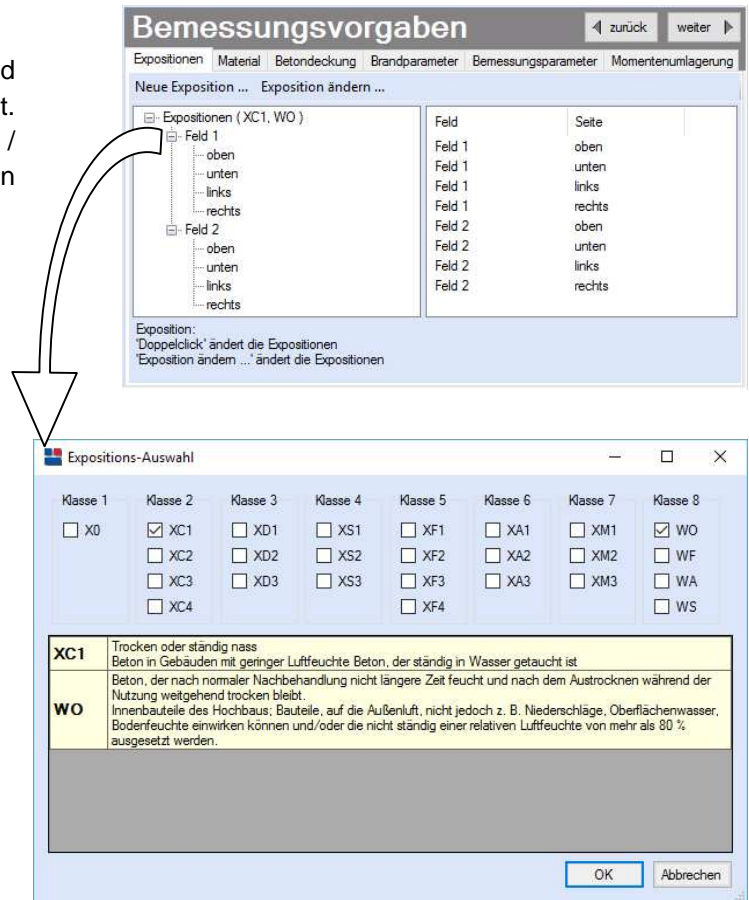 d
t.
/
n
Bemessungsvorgaben
zurück weiter
Expositionen Material Betondeckung Brandparameter Bemessungsparameter Momentenumlagerung
Neue Exposition ... Exposition ändern ...
Expositionen ( XC1, WO )
Feld 1
oben
unten
links
rechts
Feld 2
oben
unten
links
rechts
Feld Seite
Feld 1 oben
Feld 1 unten
Feld 1 links
Feld 1 rechts
Feld 2 oben
Feld 2 unten
Feld 2 links
Feld 2 rechts
Exposition:
'Doppelclick' ändert die Expositionen
'Exposition ändern ...' ändert die Expositionen
Expositions-Auswahl
Klasse 1 Klasse 2 Klasse 3 Klasse 4 Klasse 5 Klasse 6 Klasse 7 Klasse 8
X0 XC1 XD1 XS1 XF1 XA1 XM1 WO
XC2 XD2 XS2 XF2 XA2 XM2 WF
XC3 XD3 XS3 XF3 XA3 XM3 WA
XC4 XF4 WS
XC1
Trocken oder ständig nass
Beton in Gebäuden mit geringer Luftfeuchte Beton, der ständig in Wasser getaucht ist
WO
Beton, der nach normaler Nachbehandlung nicht längere Zeit feucht und nach dem Austrocknen während der
Nutzung weitgehend trocken bleibt.
Innenbauteile des Hochbaus; Bauteile, auf die Außenluft, nicht jedoch z. B. Niederschläge, Oberflächenwasser,
Bodenfeuchte einwirken können und/oder die nicht ständig einer relativen Luftfeuchte von mehr als 80 %
ausgesetzt werden.
OK Abbrechen